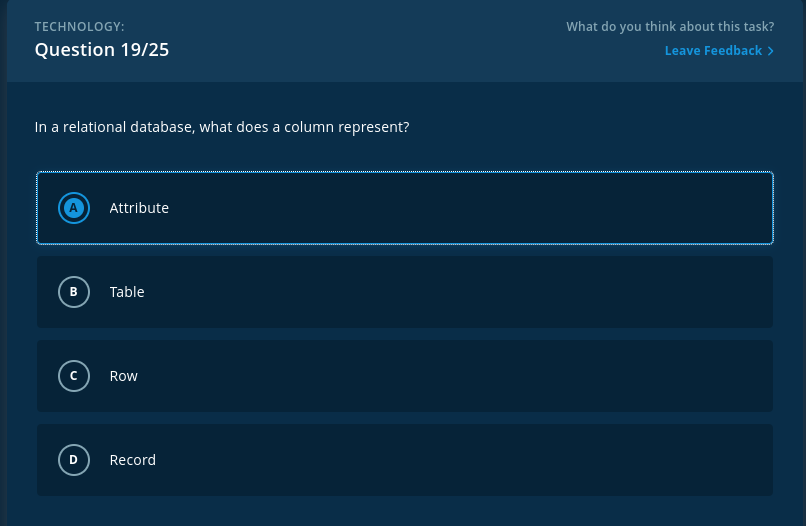 TECHNOLOGY:
What do you think about this task?
Question 19/25
Leave Feedback >
In a relational database, what does a column represent?
A Attribute
B Table
C Row
D Record